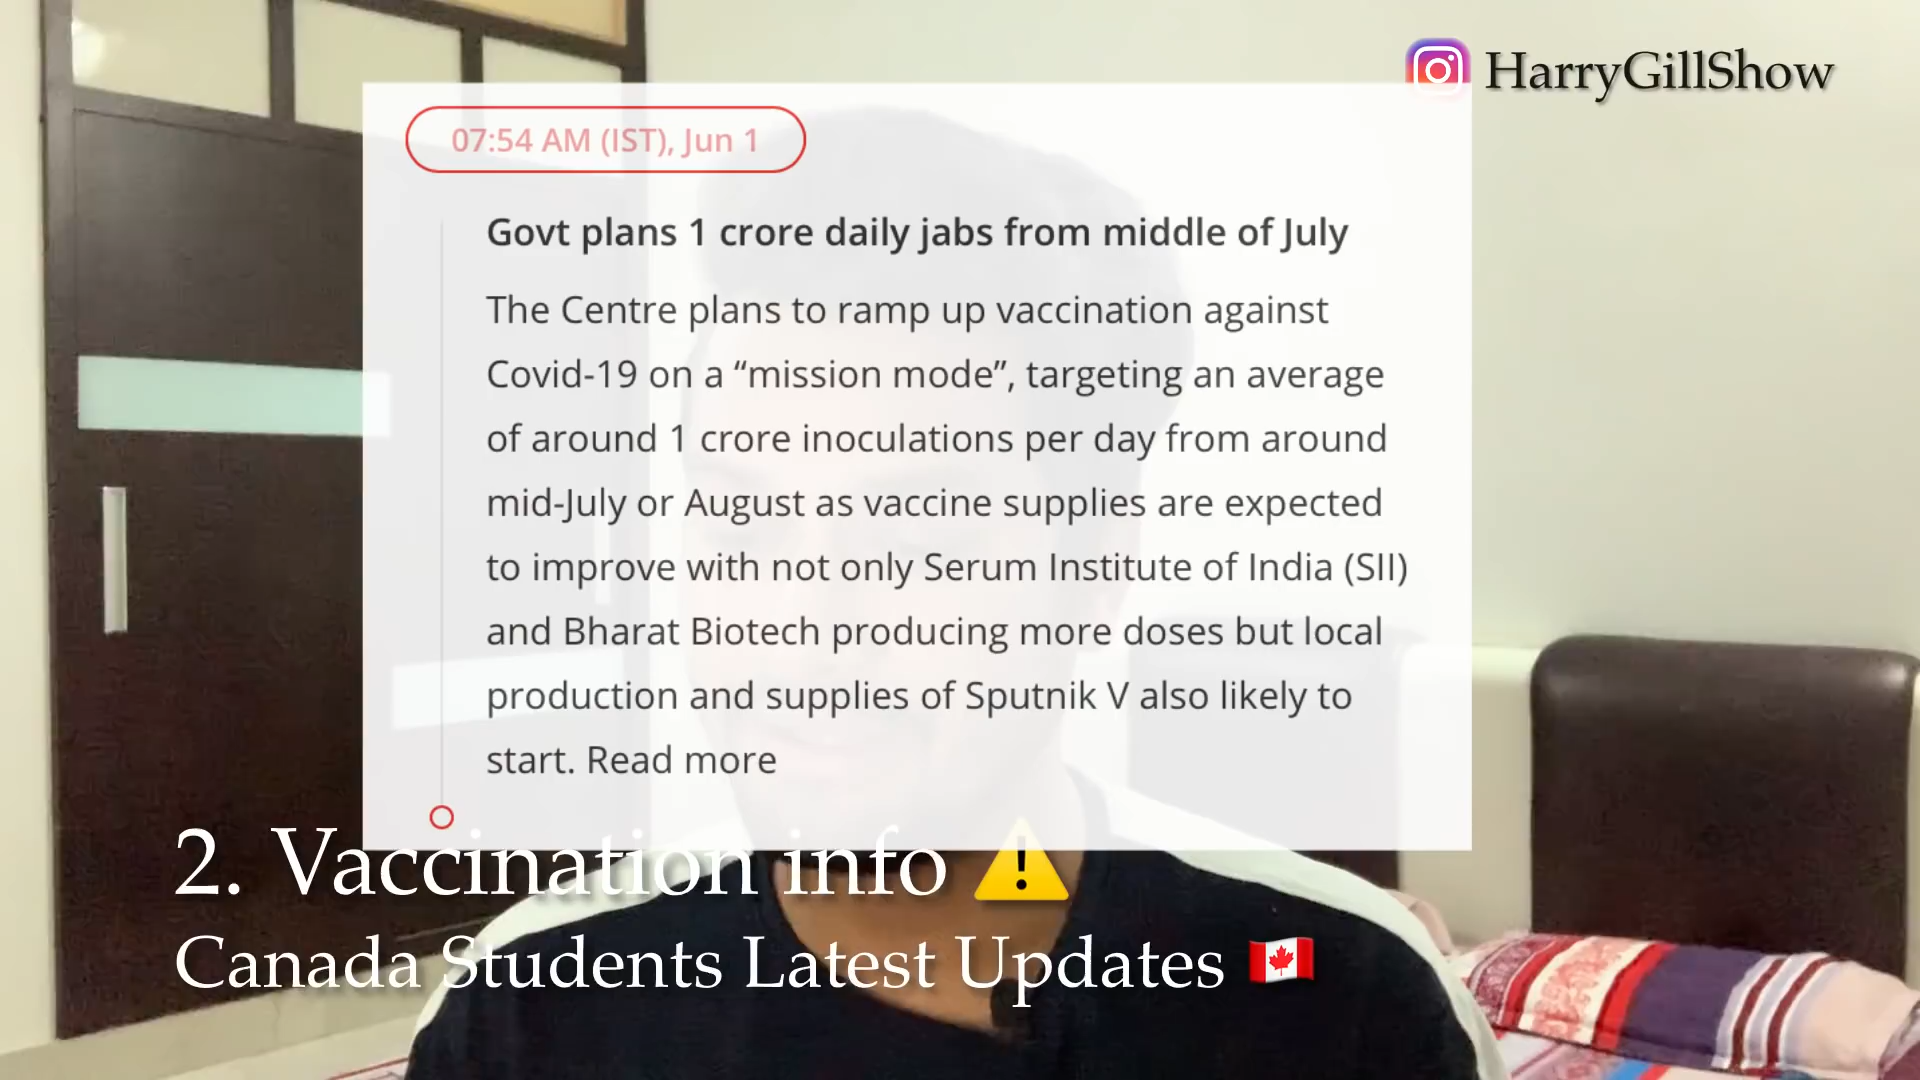 HarryGillShow
07:54 AM (IST), Jun 1
Govt plans 1 crore daily jabs from middle of July
The Centre plans to ramp up vaccination against
Covid-19 on a “mission mode”, targeting an average
of around 1 crore inoculations per day from around
mid-July or August as vaccine supplies are expected
to improve with not only Serum Institute of India (SII)
and Bharat Biotech producing more doses but local
production and supplies of Sputnik V also likely to
start. Read more
2. Vaccination info ⚠️
Canada Students Latest Updates 🇨🇦